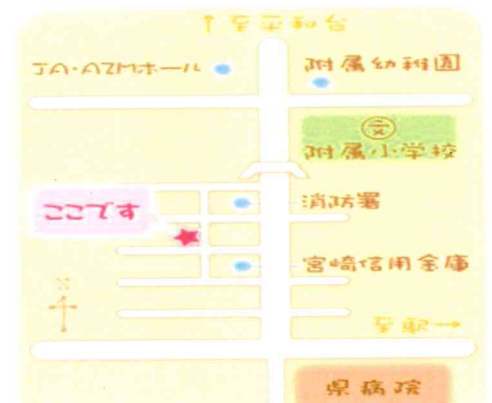 ↑至平和台
JA・AZMホール
附属幼稚園
文
附属小学校
消防署
ここです
宮崎信用金庫
N
至駅→
県病院